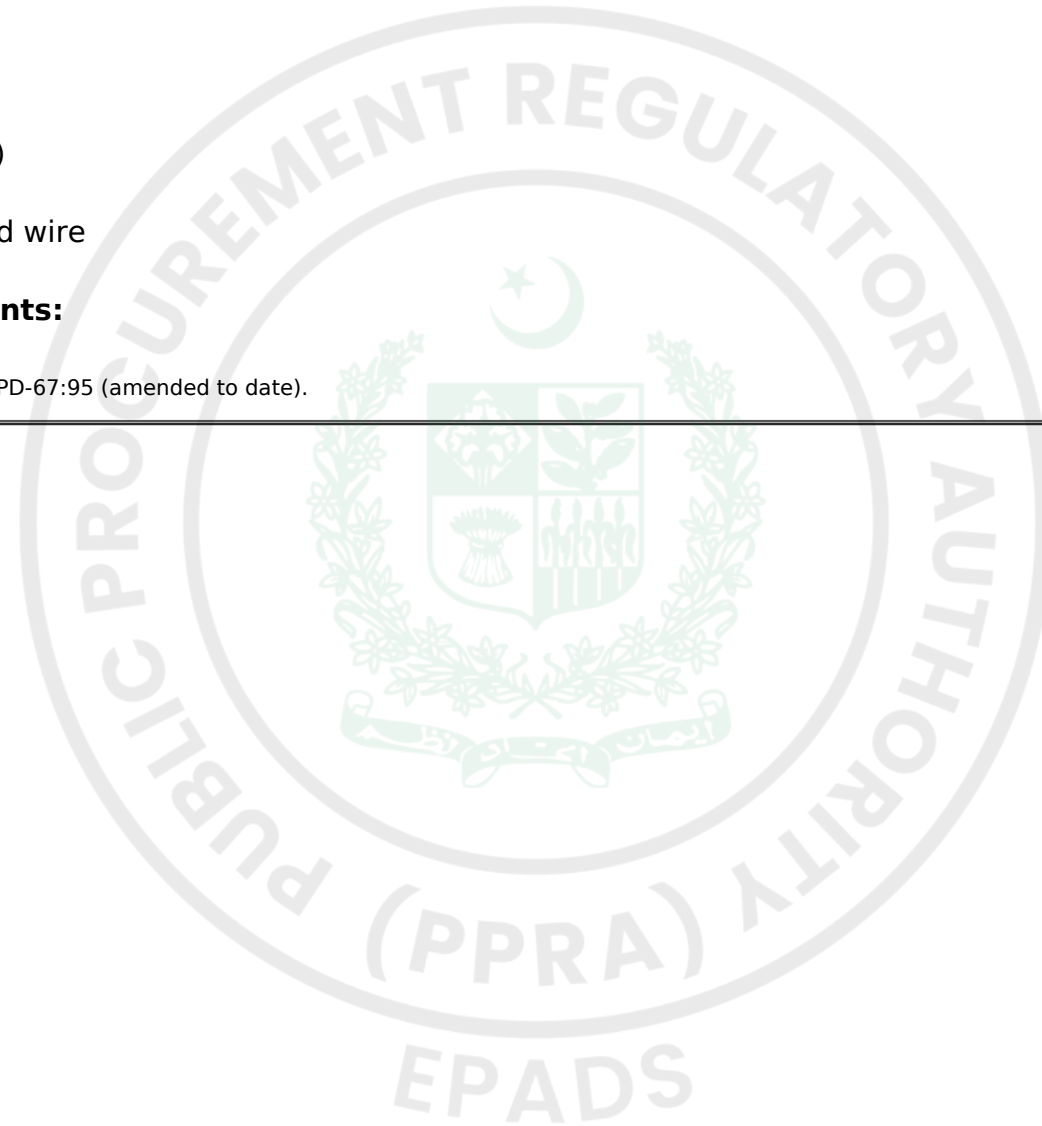 )
d wire
nts:
PD-67:95 (amended to date).
PUBLIC PROCUREMENT REGULATORY AUTHORITY
(PPRA)
EPADS